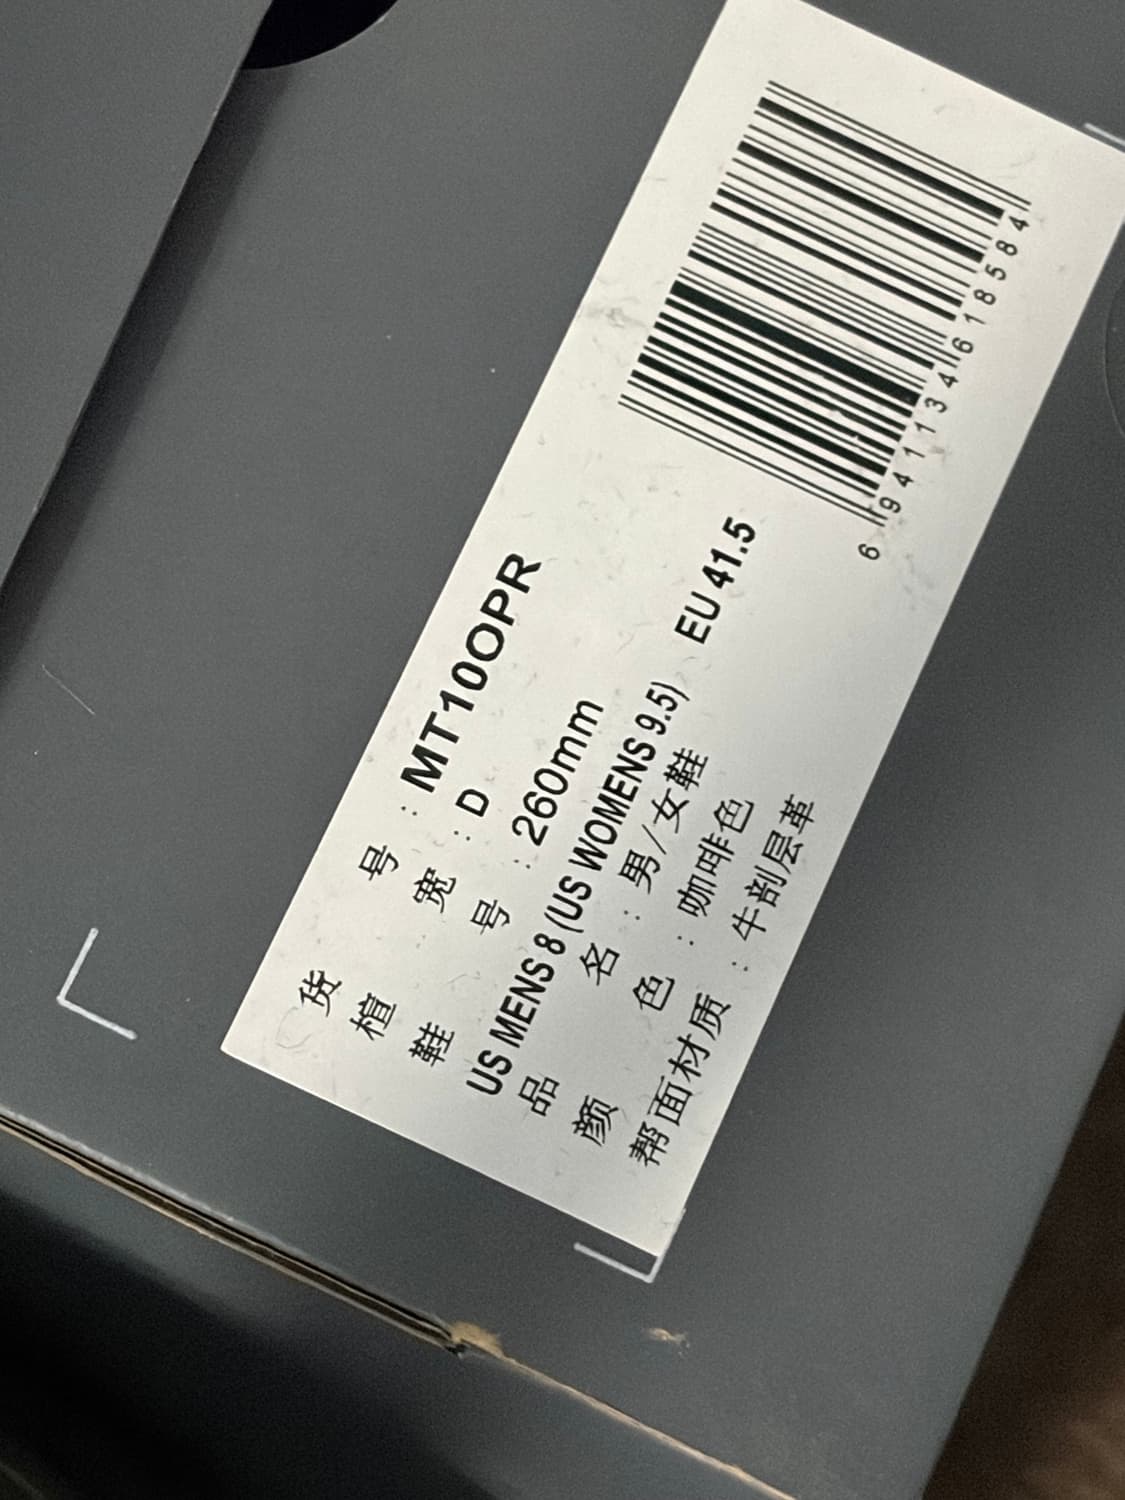 货号：MT10OPR
楦宽：D
鞋号：260mm
US MENS 8 (US WOMENS 9.5) EU 41.5
品名：男/女鞋
颜色：咖啡色
帮面材质：牛剖层革
6 941134 618584